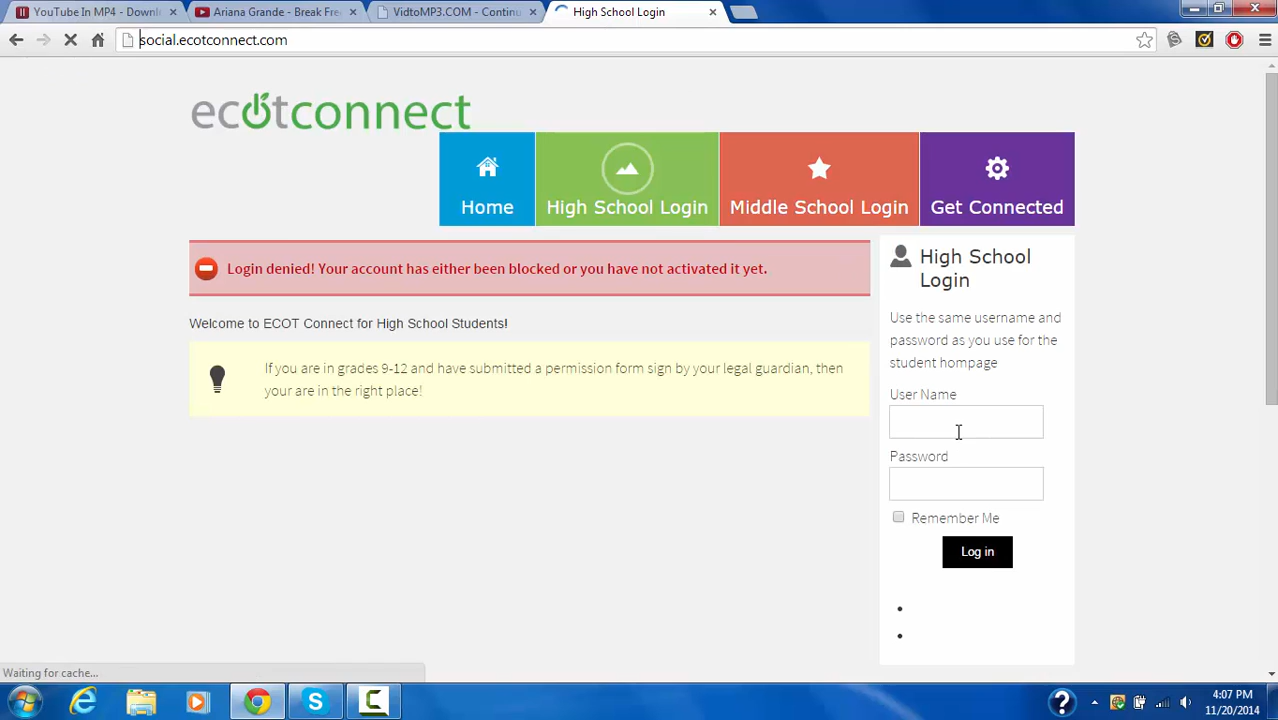 YouTube In MP4 - Downl
Ariana Grande - Break Fre
VidtoMP3.COM - Continu
High School Login
social.ecotconnect.com
ecotconnect
Home
High School Login
Middle School Login
Get Connected
Login denied! Your account has either been blocked or you have not activated it yet.
Welcome to ECOT Connect for High School Students!
If you are in grades 9-12 and have submitted a permission form sign by your legal guardian, then
your are in the right place!
High School
Login
Use the same username and
password as you use for the
student hompage
User Name
Password
Remember Me
Log in
Waiting for cache...
4:07 PM
11/20/2014